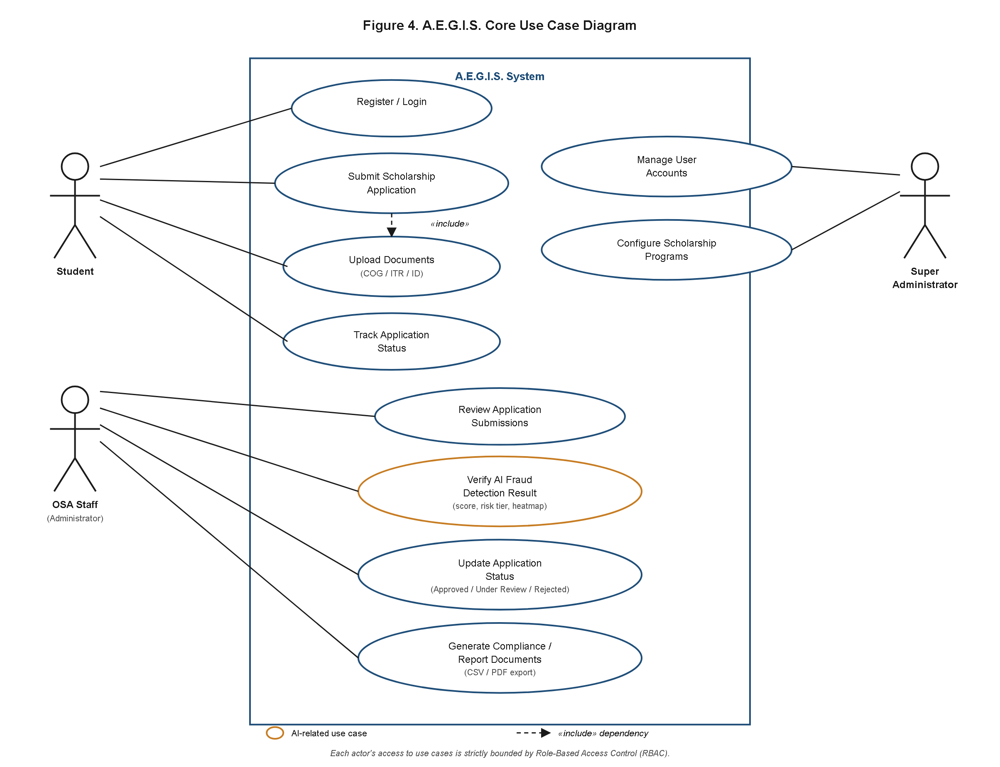 Figure 4. A.E.G.I.S. Core Use Case Diagram
A.E.G.I.S. System
Register / Login
Submit Scholarship
Application
«include»
Upload Documents
(COG / ITR / ID)
Track Application
Status
Manage User
Accounts
Configure Scholarship
Programs
Student
Super
Administrator
Review Application
Submissions
Verify AI Fraud
Detection Result
(score, risk tier, heatmap)
Update Application
Status
(Approved / Under Review / Rejected)
Generate Compliance /
Report Documents
(CSV / PDF export)
OSA Staff
(Administrator)
AI-related use case
«include» dependency
Each actor's access to use cases is strictly bounded by Role-Based Access Control (RBAC).